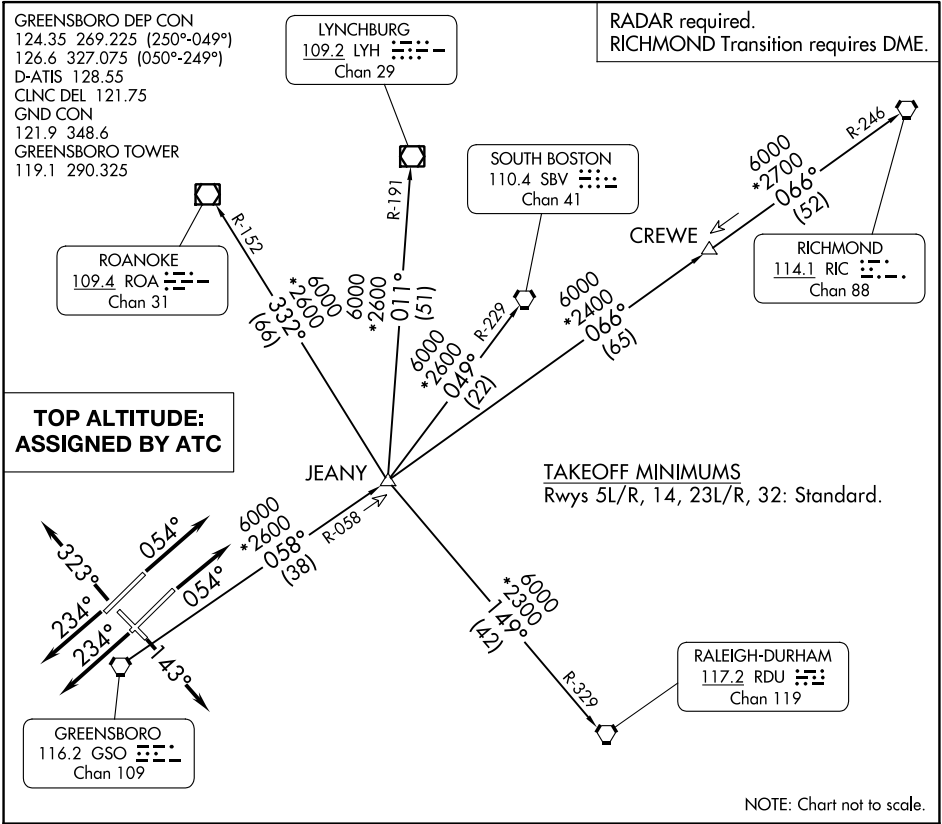 GREENSBORO DEP CON
124.35 269.225 (250°-049°)
126.6 327.075 (050°-249°)
D-ATIS 128.55
CLNC DEL 121.75
GND CON
121.9 348.6
GREENSBORO TOWER
119.1 290.325
LYNCHBURG
109.2 LYH
Chan 29
RADAR required.
RICHMOND Transition requires DME.
SOUTH BOSTON
110.4 SBV
Chan 41
R-246
6000
*2700
066°
(52)
CREWE
RICHMOND
114.1 RIC
Chan 88
R-152
ROANOKE
109.4 ROA
Chan 31
6000
*2600
332°
(66)
R-191
6000
*2600
011°
(51)
R-229
6000
*2600
049°
(22)
6000
*2400
066°
(65)
TOP ALTITUDE:
ASSIGNED BY ATC
JEANY
TAKEOFF MINIMUMS
Rwys 5L/R, 14, 23L/R, 32: Standard.
R-058
6000
*2600
058°
(38)
323°
054°
054°
234°
234°
143°
6000
*2300
149°
(42)
R-329
RALEIGH-DURHAM
117.2 RDU
Chan 119
GREENSBORO
116.2 GSO
Chan 109
NOTE: Chart not to scale.